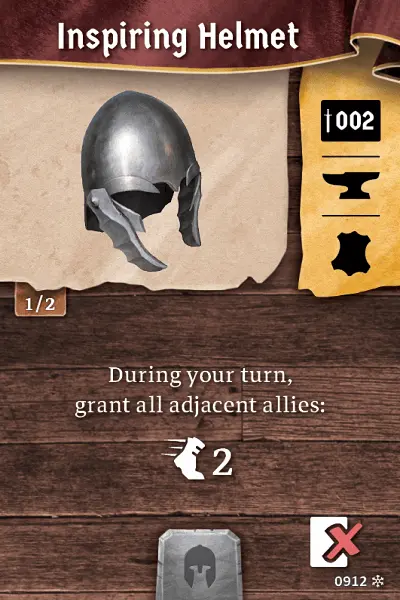 Inspiring Helmet
002
1/2
During your turn,
grant all adjacent allies:
2
0912